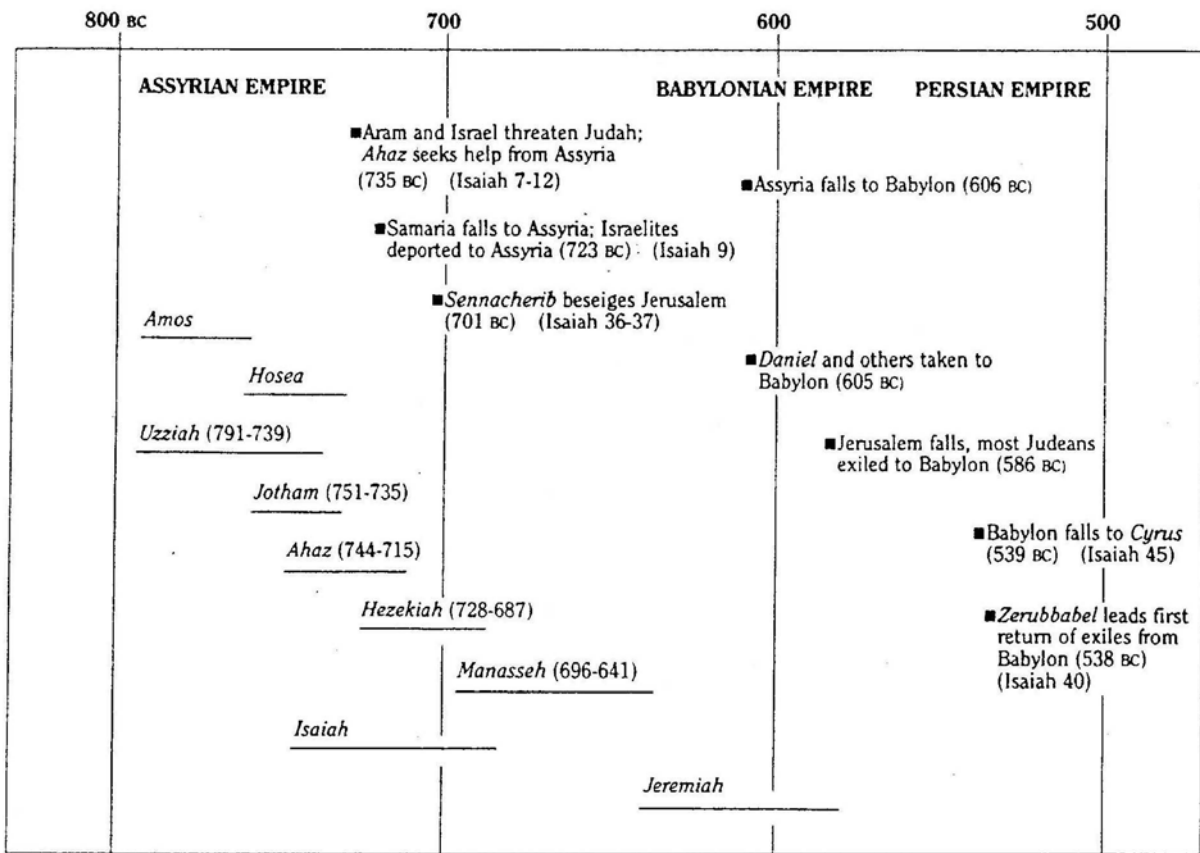 800 BC 700 600 500
ASSYRIAN EMPIRE BABYLONIAN EMPIRE PERSIAN EMPIRE
■Aram and Israel threaten Judah;
Ahaz seeks help from Assyria
(735 BC) (Isaiah 7-12)
■Assyria falls to Babylon (606 BC)
■Samaria falls to Assyria; Israelites
deported to Assyria (723 BC) (Isaiah 9)
■Sennacherib beseiges Jerusalem
(701 BC) (Isaiah 36-37)
Amos
■Daniel and others taken to
Babylon (605 BC)
Hosea
Uzziah (791-739)
■Jerusalem falls, most Judeans
exiled to Babylon (586 BC)
Jotham (751-735)
Ahaz (744-715)
■Babylon falls to Cyrus
(539 BC) (Isaiah 45)
Hezekiah (728-687)
■Zerubbabel leads first
return of exiles from
Babylon (538 BC)
(Isaiah 40)
Manasseh (696-641)
Isaiah
Jeremiah